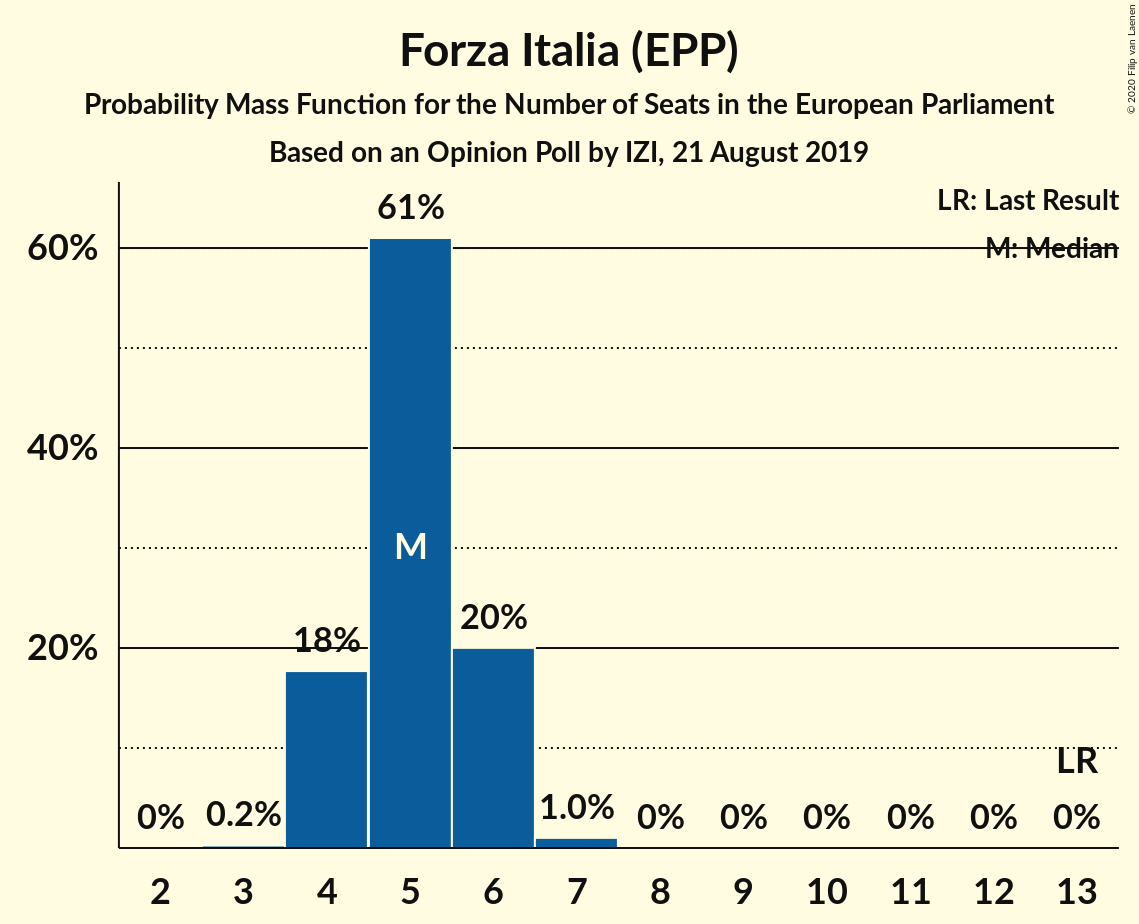 Forza Italia (EPP)
Probability Mass Function for the Number of Seats in the European Parliament
Based on an Opinion Poll by IZI, 21 August 2019
© 2020 Filip van Laenen
LR: Last Result
M: Median
60%
40%
20%
61%
M
18%
20%
0%
0.2%
1.0%
0%
0%
0%
0%
0%
LR
0%
2 3 4 5 6 7 8 9 10 11 12 13